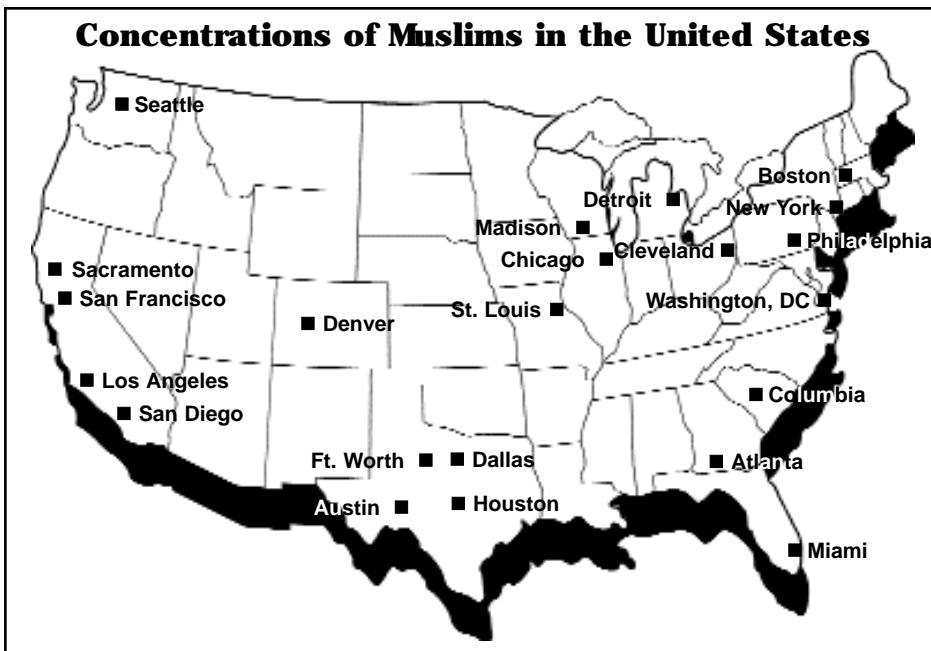 Concentrations of Muslims in the United States
Seattle
Boston
Detroit
New York
Madison
Philadelphia
Cleveland
Chicago
Sacramento
San Francisco
Washington, DC
St. Louis
Denver
Los Angeles
Columbia
San Diego
Ft. Worth
Dallas
Atlanta
Austin
Houston
Miami